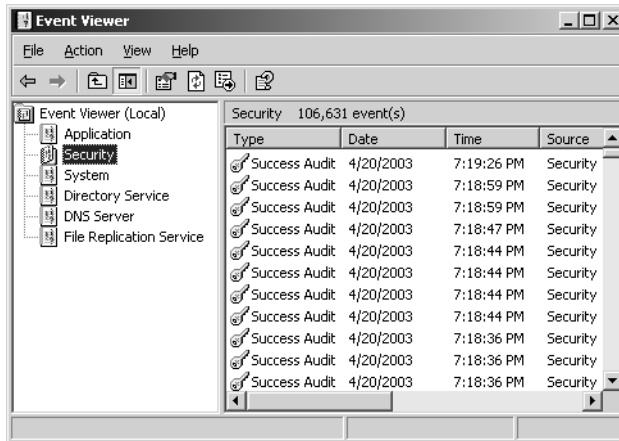 Event Viewer
File Action View Help
Event Viewer (Local)
Application
Security
System
Directory Service
DNS Server
File Replication Service
Security 106,631 event(s)
Type Date Time Source
Success Audit 4/20/2003 7:19:26 PM Security
Success Audit 4/20/2003 7:18:59 PM Security
Success Audit 4/20/2003 7:18:59 PM Security
Success Audit 4/20/2003 7:18:47 PM Security
Success Audit 4/20/2003 7:18:44 PM Security
Success Audit 4/20/2003 7:18:44 PM Security
Success Audit 4/20/2003 7:18:44 PM Security
Success Audit 4/20/2003 7:18:44 PM Security
Success Audit 4/20/2003 7:18:36 PM Security
Success Audit 4/20/2003 7:18:36 PM Security
Success Audit 4/20/2003 7:18:36 PM Security